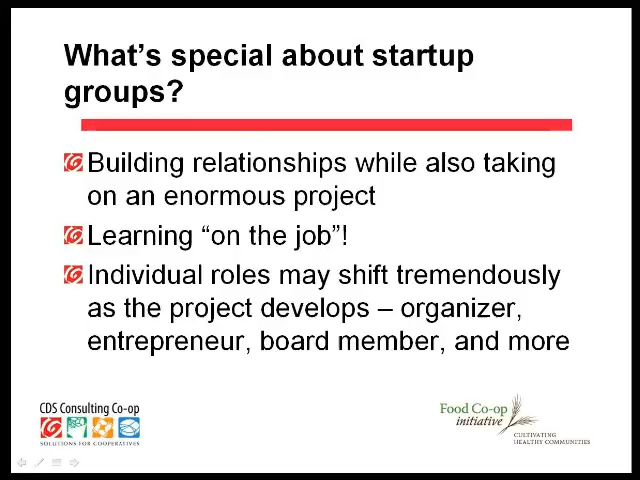 What's special about startup
groups?
Building relationships while also taking
on an enormous project
Learning “on the job”!
Individual roles may shift tremendously
as the project develops – organizer,
entrepreneur, board member, and more
CDS Consulting Co-op
SOLUTIONS FOR COOPERATIVES
Food Co-op
initiative
CULTIVATING
HEALTHY COMMUNITIES